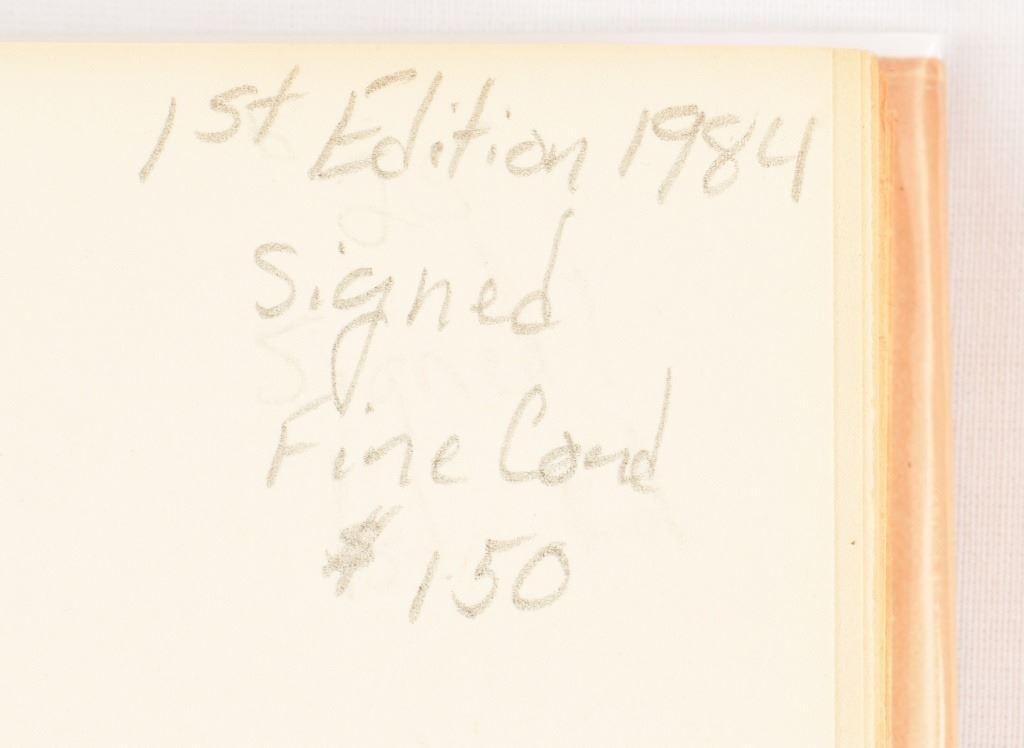 1st Edition 1984
Signed
Fine Cond
$150